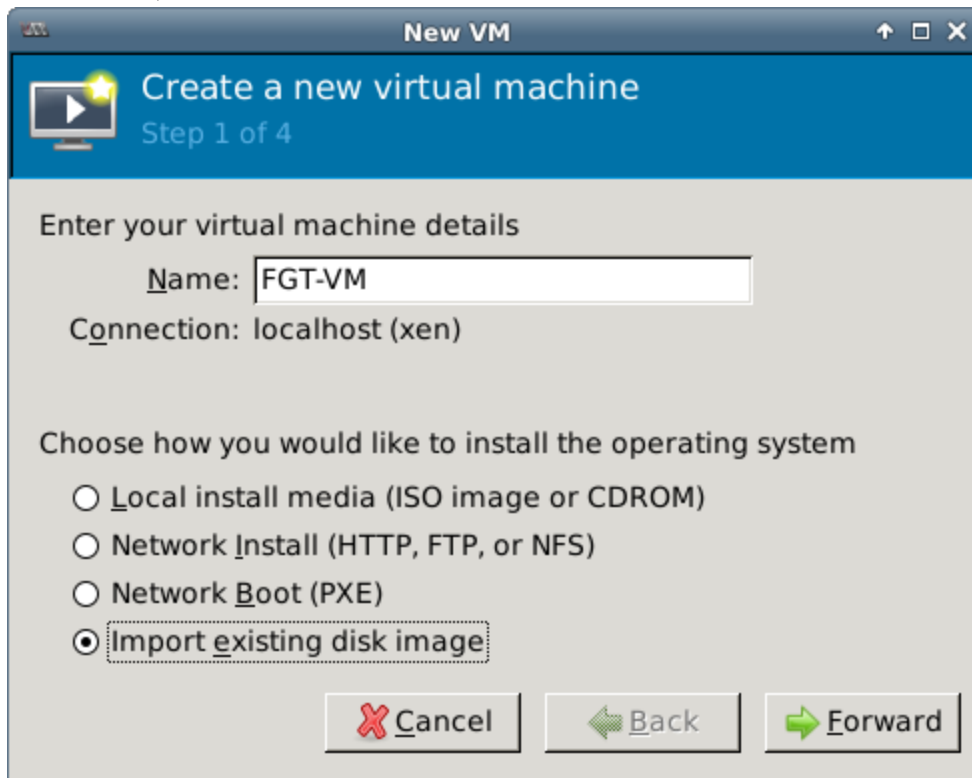 New VM
Create a new virtual machine
Step 1 of 4
Enter your virtual machine details
Name: FGT-VM
Connection: localhost (xen)
Choose how you would like to install the operating system
Local install media (ISO image or CDROM)
Network Install (HTTP, FTP, or NFS)
Network Boot (PXE)
Import existing disk image
Cancel Back Forward